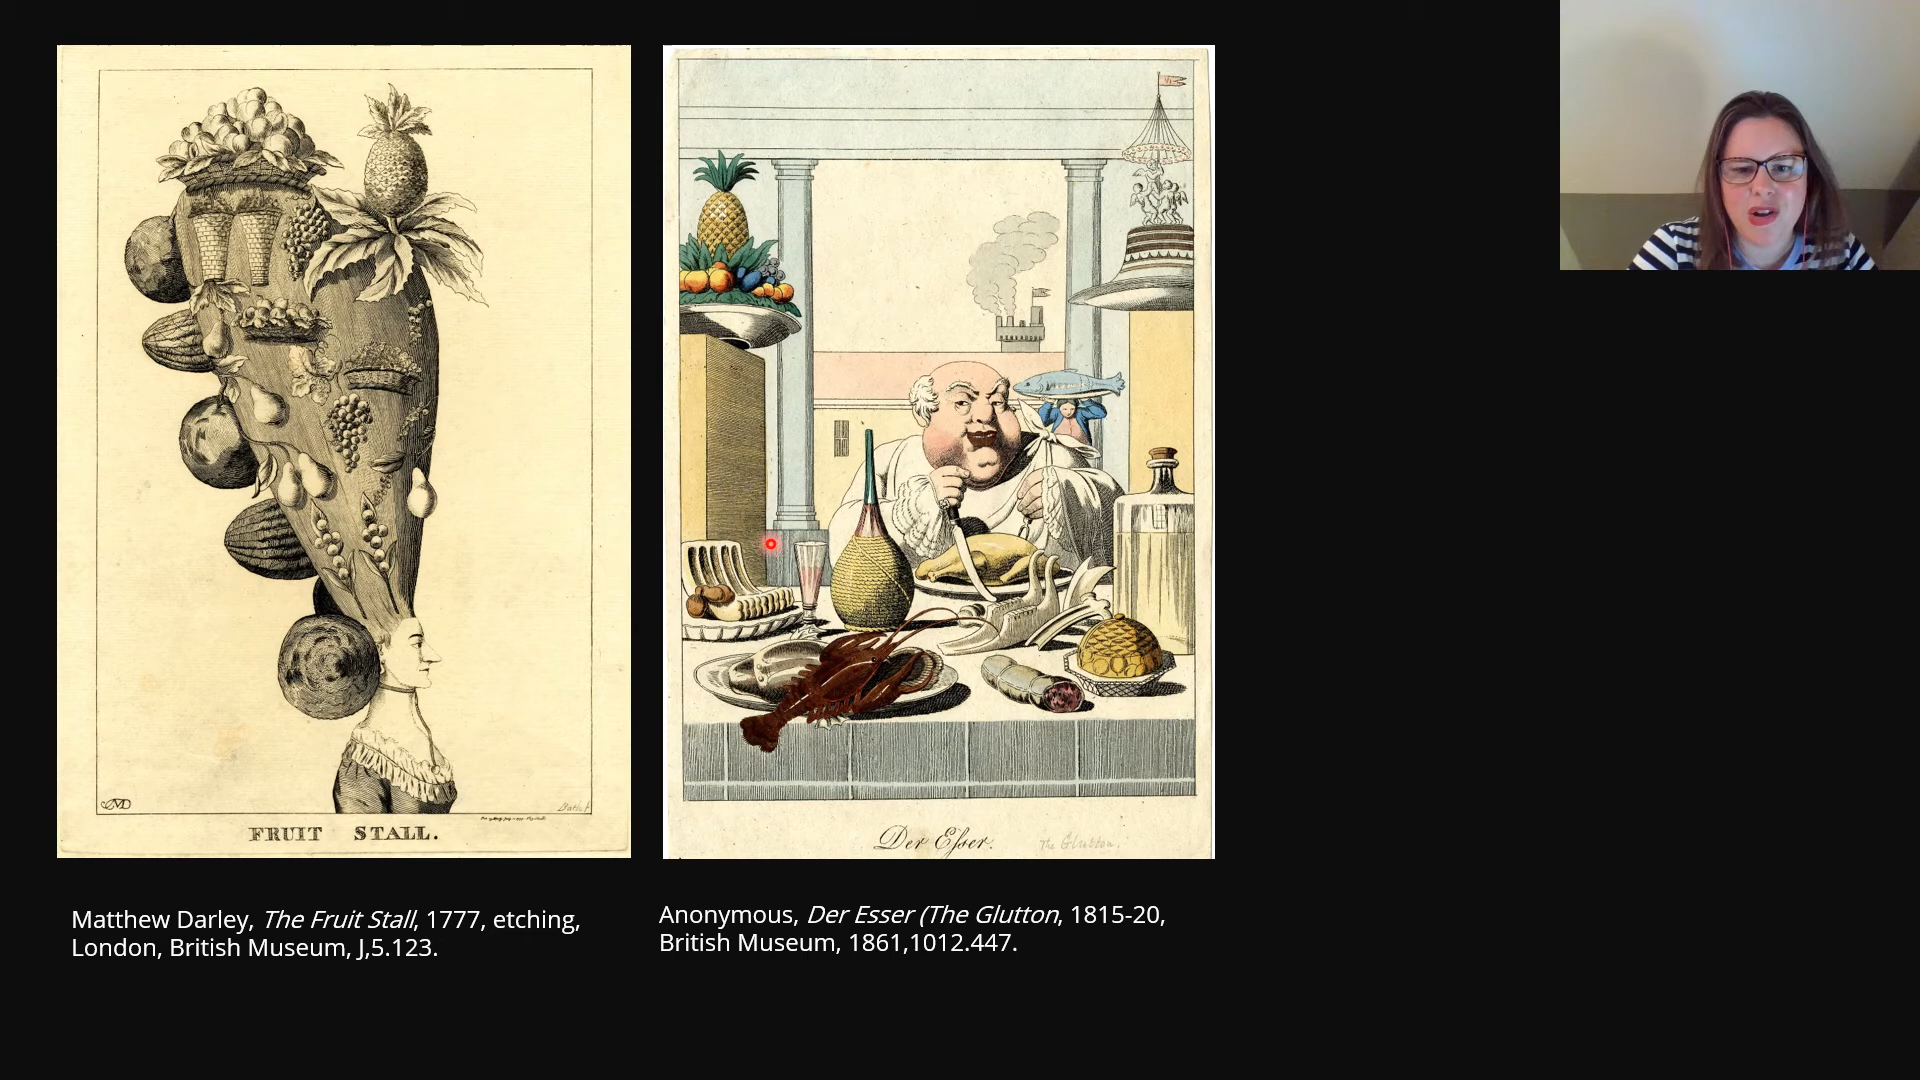 FRUIT STALL.
Der Esser.
The Glutton.
Matthew Darley, The Fruit Stall, 1777, etching,
London, British Museum, J,5.123.
Anonymous, Der Esser (The Glutton, 1815-20,
British Museum, 1861,1012.447.